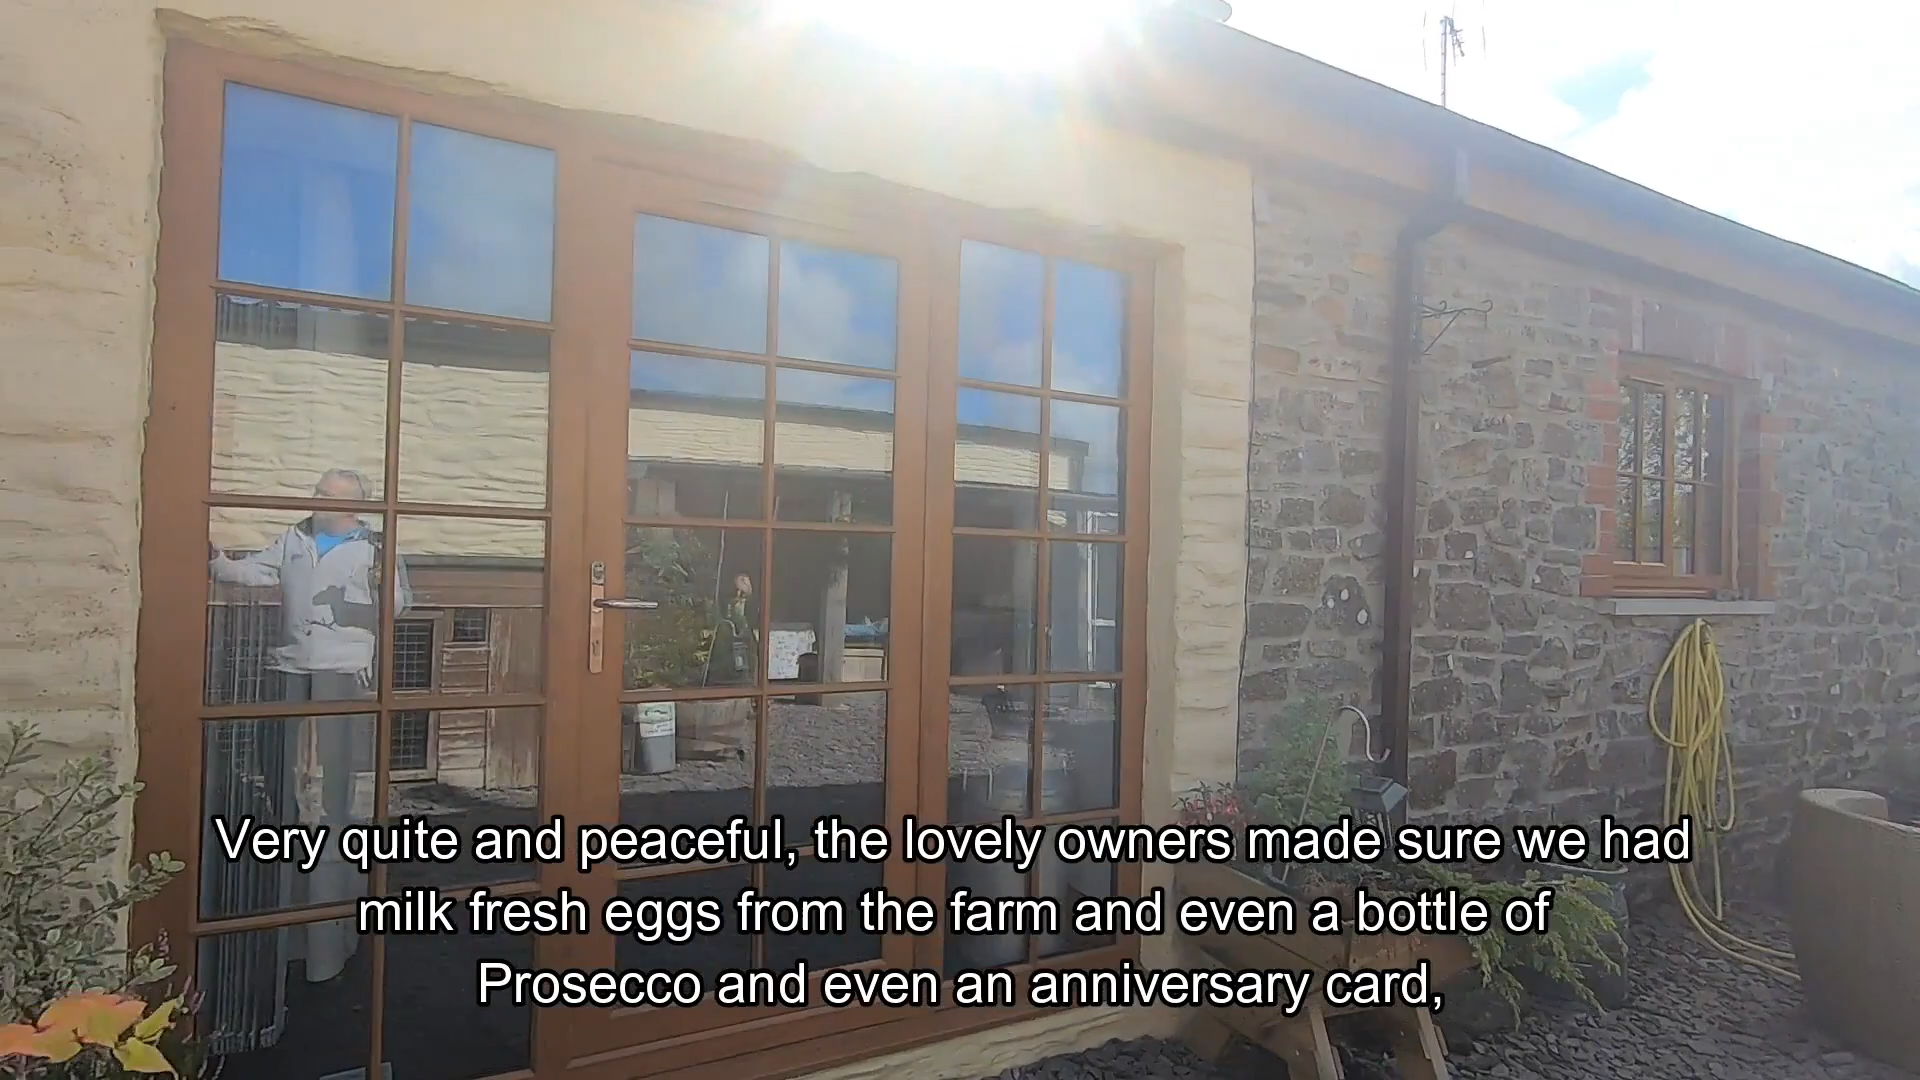 Very quite and peaceful, the lovely owners made sure we had
milk fresh eggs from the farm and even a bottle of
Prosecco and even an anniversary card,